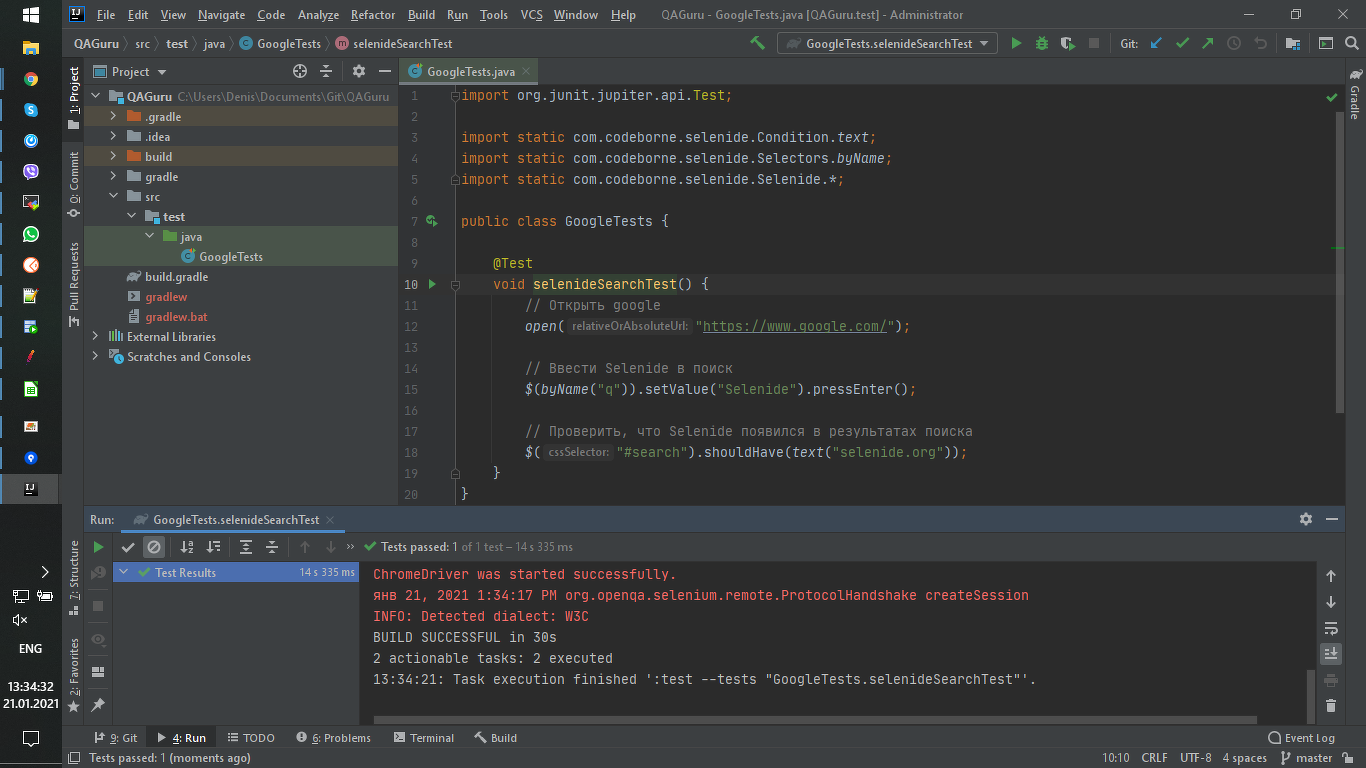 File Edit View Navigate Code Analyze Refactor Build Run Tools VCS Window Help QAGuru - GoogleTests.java [QAGuru.test] - Administrator
QAGuru src test java GoogleTests selenideSearchTest GoogleTests.selenideSearchTest Git:
1: Project
0: Commit
Pull Requests
7: Structure
2: Favorites
Project
QAGuru C:\Users\Denis\Documents\Git\QAGuru
.gradle
.idea
build
gradle
src
test
java
GoogleTests
build.gradle
gradlew
gradlew.bat
External Libraries
Scratches and Consoles
GoogleTests.java
Gradle
1 import org.junit.jupiter.api.Test;
2
3 import static com.codeborne.selenide.Condition.text;
4 import static com.codeborne.selenide.Selectors.byName;
5 import static com.codeborne.selenide.Selenide.*;
6
7 public class GoogleTests {
8
9 @Test
10 void selenideSearchTest() {
11 // Открыть google
12 open( relativeOrAbsoluteUrl: "https://www.google.com/");
13
14 // Ввести Selenide в поиск
15 $(byName("q")).setValue("Selenide").pressEnter();
16
17 // Проверить, что Selenide появился в результатах поиска
18 $( cssSelector: "#search").shouldHave(text("selenide.org"));
19 }
20 }
Run: GoogleTests.selenideSearchTest
Tests passed: 1 of 1 test – 14 s 335 ms
Test Results 14 s 335 ms
ChromeDriver was started successfully.
янв 21, 2021 1:34:17 PM org.openqa.selenium.remote.ProtocolHandshake createSession
INFO: Detected dialect: W3C
BUILD SUCCESSFUL in 30s
2 actionable tasks: 2 executed
13:34:21: Task execution finished ':test --tests "GoogleTests.selenideSearchTest"'.
9: Git 4: Run TODO 6: Problems Terminal Build Event Log
Tests passed: 1 (moments ago) 10:10 CRLF UTF-8 4 spaces master
ENG
13:34:32
21.01.2021